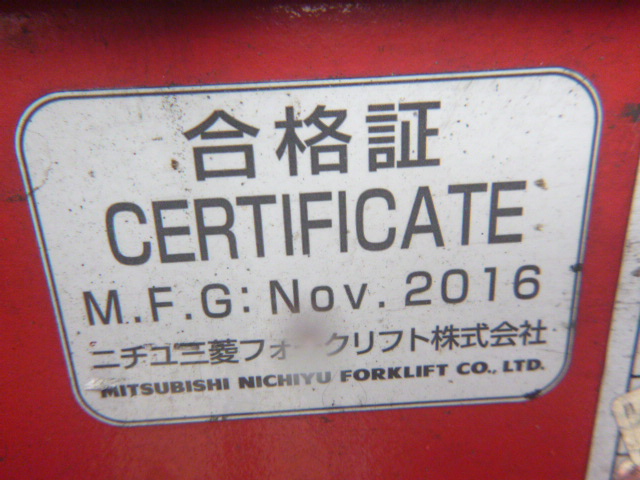 合格証
CERTIFICATE
M.F.G: Nov. 2016
ニチユ三菱フォークリフト株式会社
MITSUBISHI NICHIYU FORKLIFT CO., LTD.